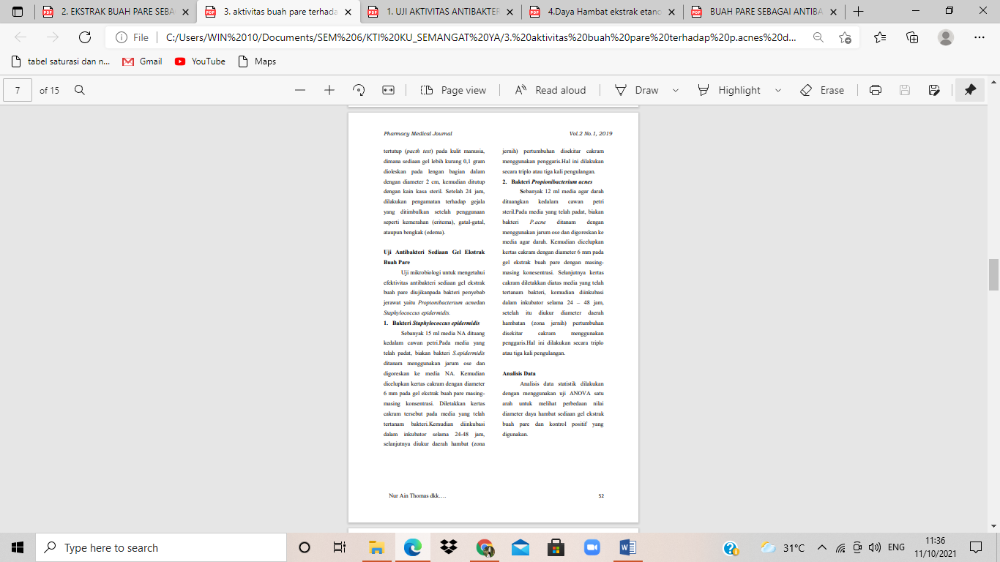 2. EKSTRAK BUAH PARE SEBA
3. aktivitas buah pare terhada
1. UJI AKTIVITAS ANTIBAKTER
4.Daya Hambat ekstrak etano
BUAH PARE SEBAGAI ANTIBA
File
C:/Users/WIN%2010/Documents/SEM%206/KTI%20KU_SEMANGAT%20YA/3.%20aktivitas%20buah%20pare%20terhadap%20p.acnes%20d...
tabel saturasi dan n...
Gmail
YouTube
Maps
7 of 15
Page view
Read aloud
Draw
Highlight
Erase
Pharmacy Medical Journal
Vol.2 No.1, 2019
tertutup (pacth test) pada kulit manusia,
dimana sediaan gel lebih kurang 0,1 gram
dioleskan pada lengan bagian dalam
dengan diameter 2 cm, kemudian ditutup
dengan kain kasa steril. Setelah 24 jam,
dilakukan pengamatan terhadap gejala
yang ditimbulkan setelah penggunaan
seperti kemerahan (eritema), gatal-gatal,
ataupun bengkak (edema).
Uji Antibakteri Sediaan Gel Ekstrak
Buah Pare
Uji mikrobiologi untuk mengetahui
efektivitas antibakteri sediaan gel ekstrak
buah pare diujikanpada bakteri penyebab
jerawat yaitu Propionibacterium acnedan
Staphylococcus epidermidis.
1. Bakteri Staphylococcus epidermidis
Sebanyak 15 ml media NA dituang
kedalam cawan petri.Pada media yang
telah padat, biakan bakteri S.epidermidis
ditanam menggunakan jarum ose dan
digoreskan ke media NA. Kemudian
dicelupkan kertas cakram dengan diameter
6 mm pada gel ekstrak buah pare masing-
masing konsentrasi. Diletakkan kertas
cakram tersebut pada media yang telah
tertanam bakteri.Kemudian diinkubasi
dalam inkubator selama 24-48 jam,
selanjutnya diukur daerah hambat (zona
jernih) pertumbuhan disekitar cakram
menggunakan penggaris.Hal ini dilakukan
secara triplo atau tiga kali pengulangan.
2. Bakteri Propionibacterium acnes
Sebanyak 12 ml media agar darah
dituangkan kedalam cawan petri
steril.Pada media yang telah padat, biakan
bakteri P.acne ditanam dengan
menggunakan jarum ose dan digoreskan ke
media agar darah. Kemudian dicelupkan
kertas cakram dengan diameter 6 mm pada
gel ekstrak buah pare dengan masing-
masing konesentrasi. Selanjutnya kertas
cakram diletakkan diatas media yang telah
tertanam bakteri, kemudian diinkubasi
dalam inkubator selama 24 – 48 jam,
setelah itu diukur diameter daerah
hambatan (zona jernih) pertumbuhan
disekitar cakram menggunakan
penggaris.Hal ini dilakukan secara triplo
atau tiga kali pengulangan.
Analisis Data
Analisis data statistik dilakukan
dengan menggunakan uji ANOVA satu
arah untuk melihat perbedaan nilai
diameter daya hambat sediaan gel ekstrak
buah pare dan kontrol positif yang
digunakan.
Nur Ain Thomas dkk….
52
Type here to search
31°C
ENG
11:36
11/10/2021